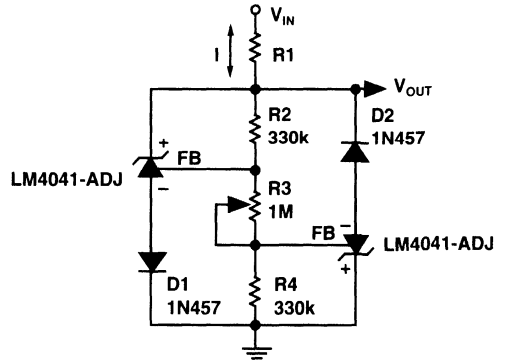 V_IN
I
R1
V_OUT
R2
330k
D2
1N457
+
FB
LM4041-ADJ
−
R3
1M
FB
−
LM4041-ADJ
+
D1
1N457
R4
330k